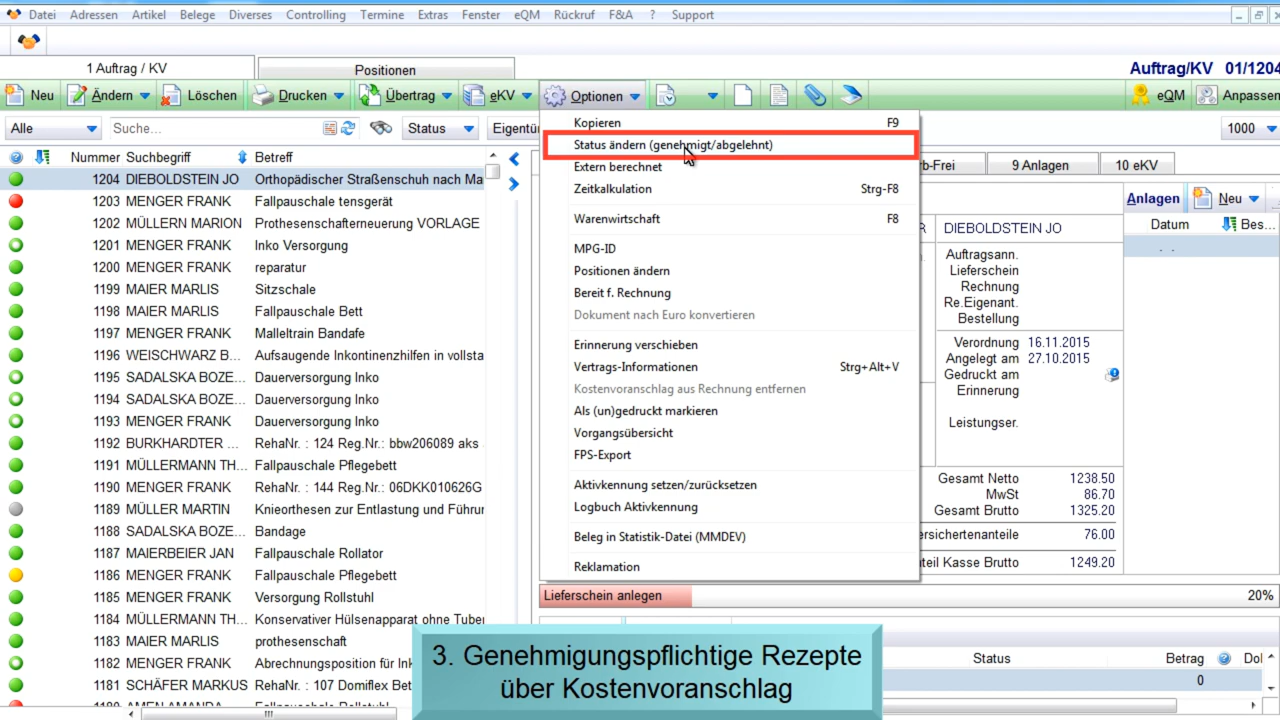 Datei Adressen Artikel Belege Diverses Controlling Termine Extras Fenster eQM Rückruf F&A ? Support
1 Auftrag / KV
Positionen
Auftrag/KV 01/1204
Neu Ändern Löschen Drucken Übertrag eKV Optionen eQM Anpassen
Alle Suche... Status Eigentü 1000
Nummer Suchbegriff Betreff
1204 DIEBOLDSTEIN JO Orthopädischer Straßenschuh nach Ma
1203 MENGER FRANK Fallpauschale tensgerät
1202 MÜLLERN MARION Prothesenschafterneuerung VORLAGE
1201 MENGER FRANK Inko Versorgung
1200 MENGER FRANK reparatur
1199 MAIER MARLIS Sitzschale
1198 MAIER MARLIS Fallpauschale Bett
1197 MENGER FRANK Malleltrain Bandafe
1196 WEISCHWARZ B... Aufsaugende Inkontinenzhilfen in vollsta
1195 SADALSKA BOZE... Dauerversorgung Inko
1194 SADALSKA BOZE... Dauerversorgung Inko
1193 MENGER FRANK Dauerversorgung Inko
1192 BURKHARDTER ... RehaNr. : 124 Reg.Nr.: bbw206089 aks
1191 MÜLLERMANN TH... Fallpauschale Pflegebett
1190 MENGER FRANK RehaNr. : 144 Reg.Nr.: 06DKK010626G
1189 MÜLLER MARTIN Knieorthesen zur Entlastung und Führur
1188 SADALSKA BOZE... Bandage
1187 MAIERBEIER JAN Fallpauschale Rollator
1186 MENGER FRANK Fallpauschale Pflegebett
1185 MENGER FRANK Versorgung Rollstuhl
1184 MÜLLERMANN TH... Konservativer Hülsenapparat ohne Tuber
1183 MAIER MARLIS prothesenschaft
1182 MENGER FRANK Abrechnungsposition für Ink
1181 SCHÄFER MARKUS RehaNr. : 107 Domiflex Bet
1180 AMEN AMANDA Fallpauschale Rollstuhl
Kopieren F9
Status ändern (genehmigt/abgelehnt)
Extern berechnet
Zeitkalkulation Strg-F8
Warenwirtschaft F8
MPG-ID
Positionen ändern
Bereit f. Rechnung
Dokument nach Euro konvertieren
Erinnerung verschieben
Vertrags-Informationen Strg+Alt+V
Kostenvoranschlag aus Rechnung entfernen
Als (un)gedruckt markieren
Vorgangsübersicht
FPS-Export
Aktivkennung setzen/zurücksetzen
Logbuch Aktivkennung
Beleg in Statistik-Datei (MMDEV)
Reklamation
b-Frei 9 Anlagen 10 eKV
Anlagen Neu
Datum Bes...
. .
R DIEBOLDSTEIN JO
Auftragsann.
Lieferschein
Rechnung
Re.Eigenant.
Bestellung
Verordnung 16.11.2015
Angelegt am 27.10.2015
Gedruckt am
Erinnerung
Leistungser.
Gesamt Netto 1238.50
MwSt 86.70
Gesamt Brutto 1325.20
ersichertenanteile 76.00
teil Kasse Brutto 1249.20
Lieferschein anlegen 20%
Status Betrag Dol
0
3. Genehmigungspflichtige Rezepte
über Kostenvoranschlag